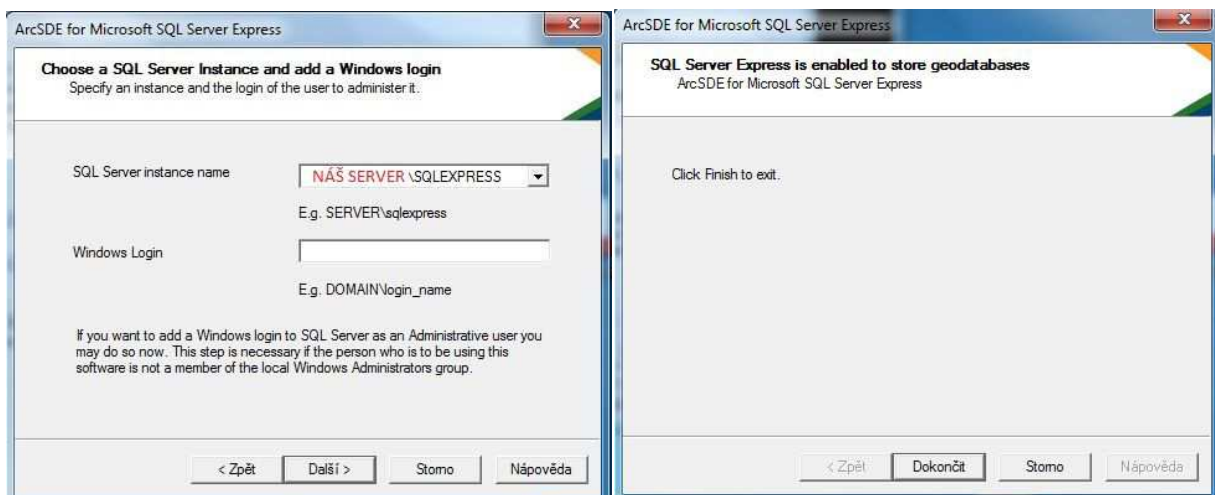 ArcSDE for Microsoft SQL Server Express
Choose a SQL Server Instance and add a Windows login
Specify an instance and the login of the user to administer it.
SQL Server instance name
NÁŠ SERVER \SQLEXPRESS
E.g. SERVER\sqlexpress
Windows Login
E.g. DOMAIN\login_name
If you want to add a Windows login to SQL Server as an Administrative user you
may do so now. This step is necessary if the person who is to be using this
software is not a member of the local Windows Administrators group.
< Zpět
Další >
Storno
Nápověda
ArcSDE for Microsoft SQL Server Express
SQL Server Express is enabled to store geodatabases
ArcSDE for Microsoft SQL Server Express
Click Finish to exit.
< Zpět
Dokončit
Storno
Nápověda